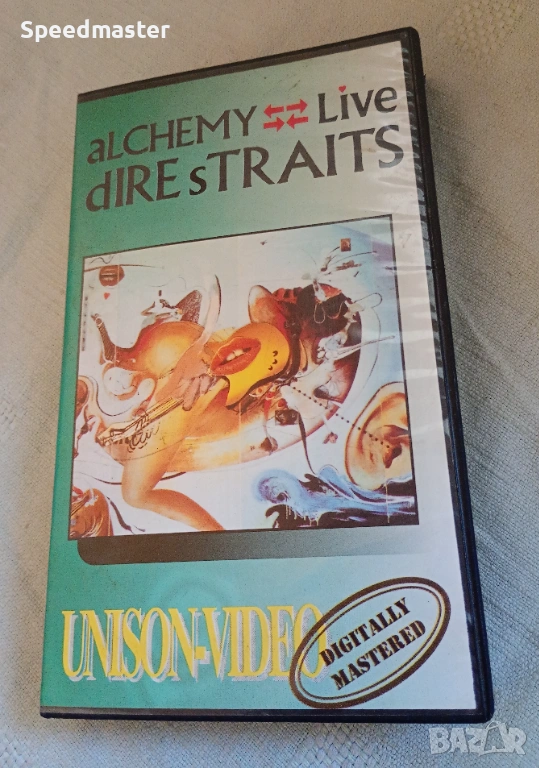 Speedmaster
aLCHEMY Live
dIRE sTRAITS
UNISON-VIDEO
DIGITALLY
MASTERED
BAZAR